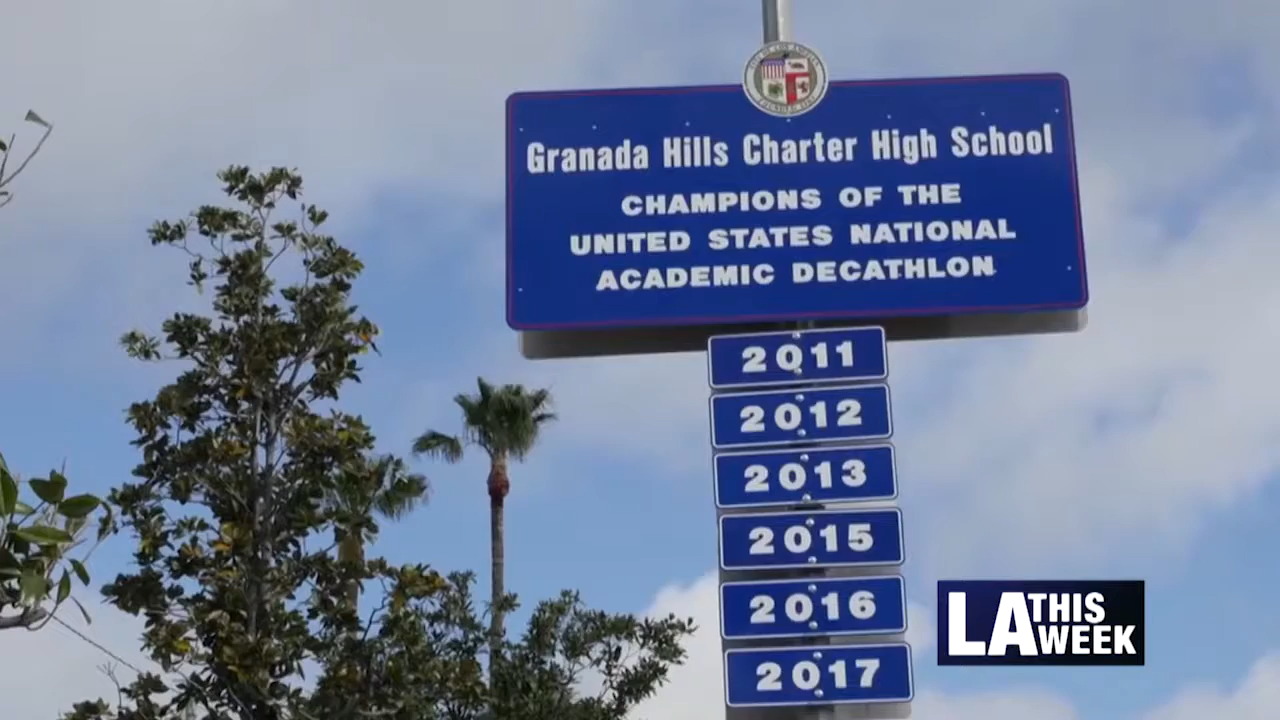 Granada Hills Charter High School
CHAMPIONS OF THE
UNITED STATES NATIONAL
ACADEMIC DECATHLON
2011
2012
2013
2015
2016
2017
LA THIS
WEEK